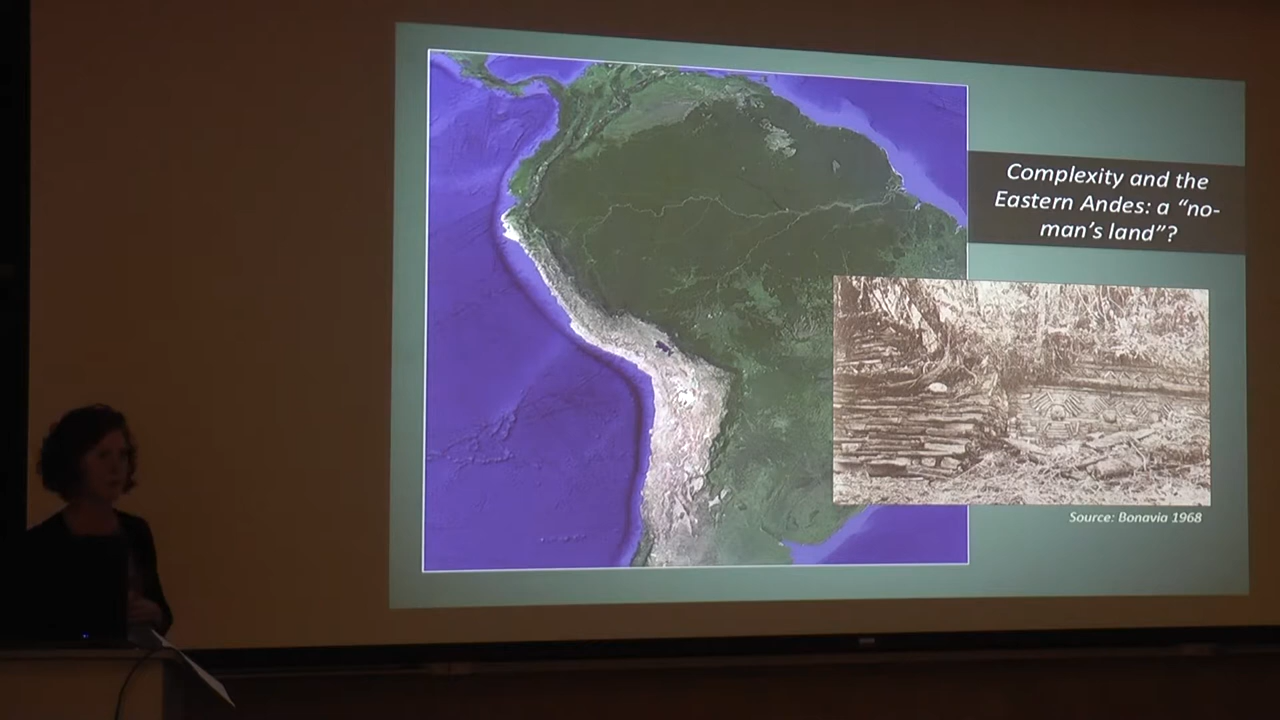 Complexity and the
Eastern Andes: a “no-
man’s land”?
Source: Bonavia 1968